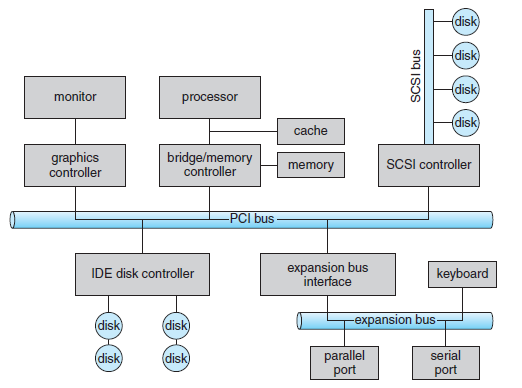 disk
disk
disk
disk
SCSI bus
monitor
processor
cache
graphics
controller
bridge/memory
controller
memory
SCSI controller
PCI bus
IDE disk controller
expansion bus
interface
keyboard
disk
disk
expansion bus
disk
disk
parallel
port
serial
port